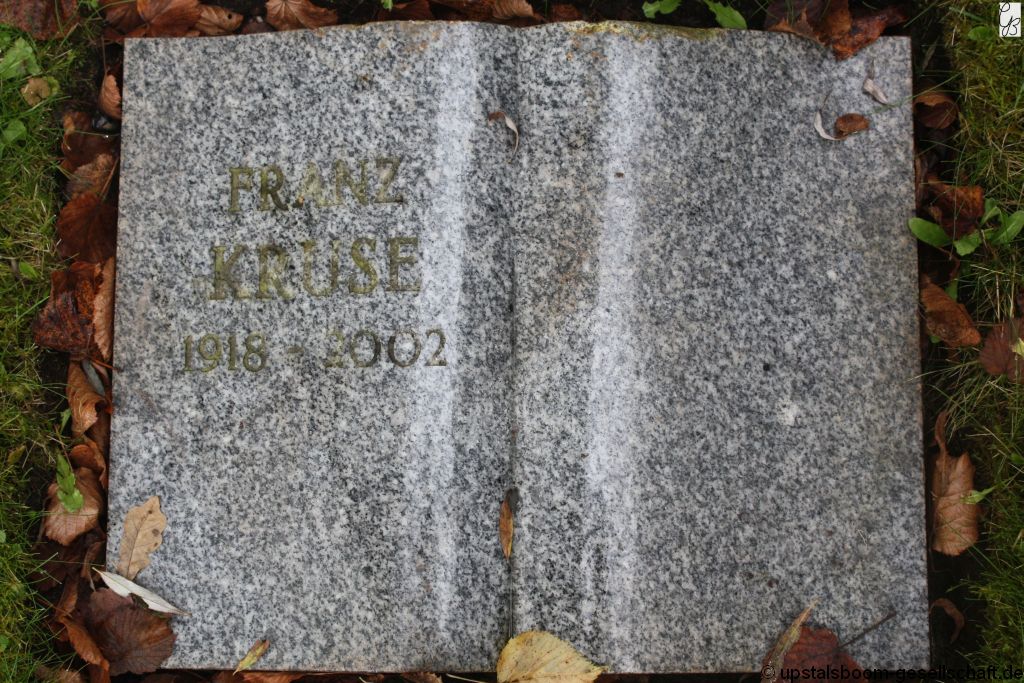 FRANZ
KRUSE
1918 - 2002
© upstalsboom-gesellschaft.de